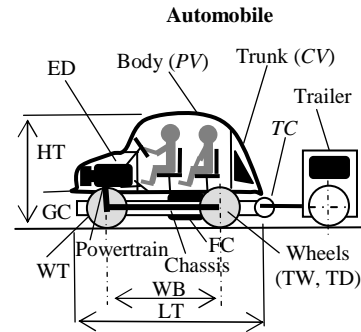 Automobile
Body (PV)
Trunk (CV)
ED
Trailer
TC
HT
GC
Powertrain
FC
WT
Chassis
Wheels
(TW, TD)
WB
LT